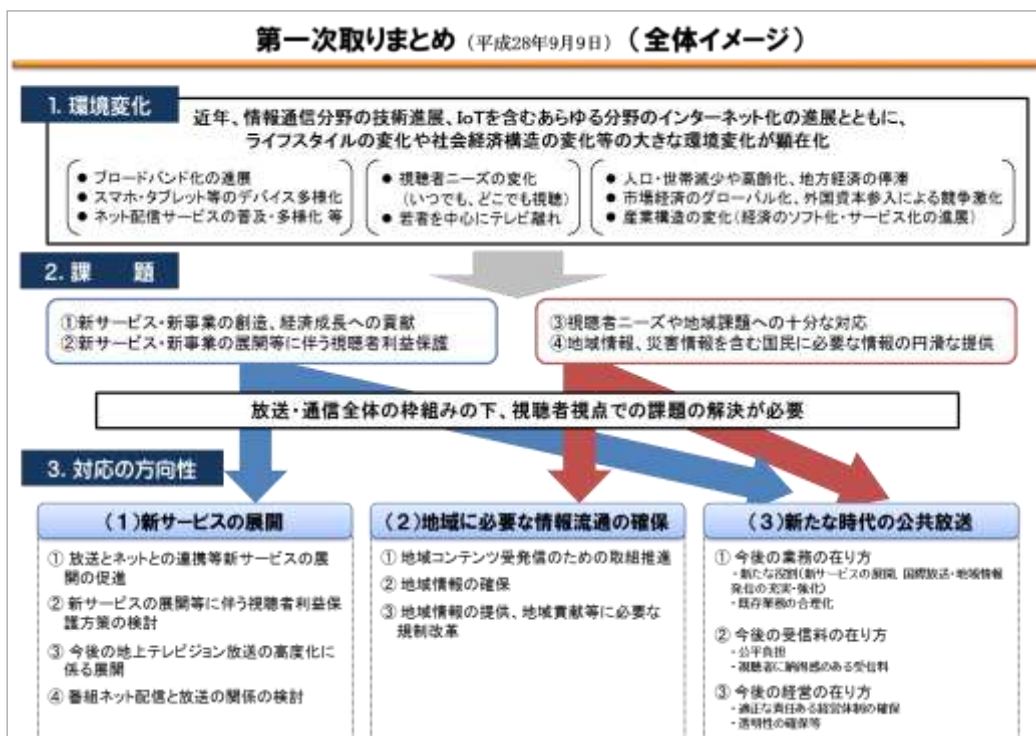 第一次取りまとめ（平成28年9月9日）（全体イメージ）
1. 環境変化
近年、情報通信分野の技術進展、IoTを含むあらゆる分野のインターネット化の進展とともに、
ライフスタイルの変化や社会経済構造の変化等の大きな環境変化が顕在化
● ブロードバンド化の進展
● スマホ・タブレット等のデバイス多様化
● ネット配信サービスの普及・多様化 等
● 視聴者ニーズの変化
（いつでも、どこでも視聴）
● 若者を中心にテレビ離れ
● 人口・世帯減少や高齢化、地方経済の停滞
● 市場経済のグローバル化、外国資本参入による競争激化
● 産業構造の変化（経済のソフト化・サービス化の進展）
2. 課　題
①新サービス・新事業の創造、経済成長への貢献
②新サービス・新事業の展開等に伴う視聴者利益保護
③視聴者ニーズや地域課題への十分な対応
④地域情報、災害情報を含む国民に必要な情報の円滑な提供
放送・通信全体の枠組みの下、視聴者視点での課題の解決が必要
3. 対応の方向性
（1）新サービスの展開
① 放送とネットとの連携等新サービスの展
開の促進
② 新サービスの展開等に伴う視聴者利益保
護方策の検討
③ 今後の地上テレビジョン放送の高度化に
係る展開
④ 番組ネット配信と放送の関係の検討
（2）地域に必要な情報流通の確保
① 地域コンテンツ受発信のための取組推進
② 地域情報の確保
③ 地域情報の提供、地域貢献等に必要な
規制改革
（3）新たな時代の公共放送
① 今後の業務の在り方
・新たな役割（新サービスの展開、国際放送・地域情報
発信の充実・強化）
・既存業務の合理化
② 今後の受信料の在り方
・公平負担
・視聴者に納得感のある受信料
③ 今後の経営の在り方
・適正な責任ある経営体制の確保
・透明性の確保等